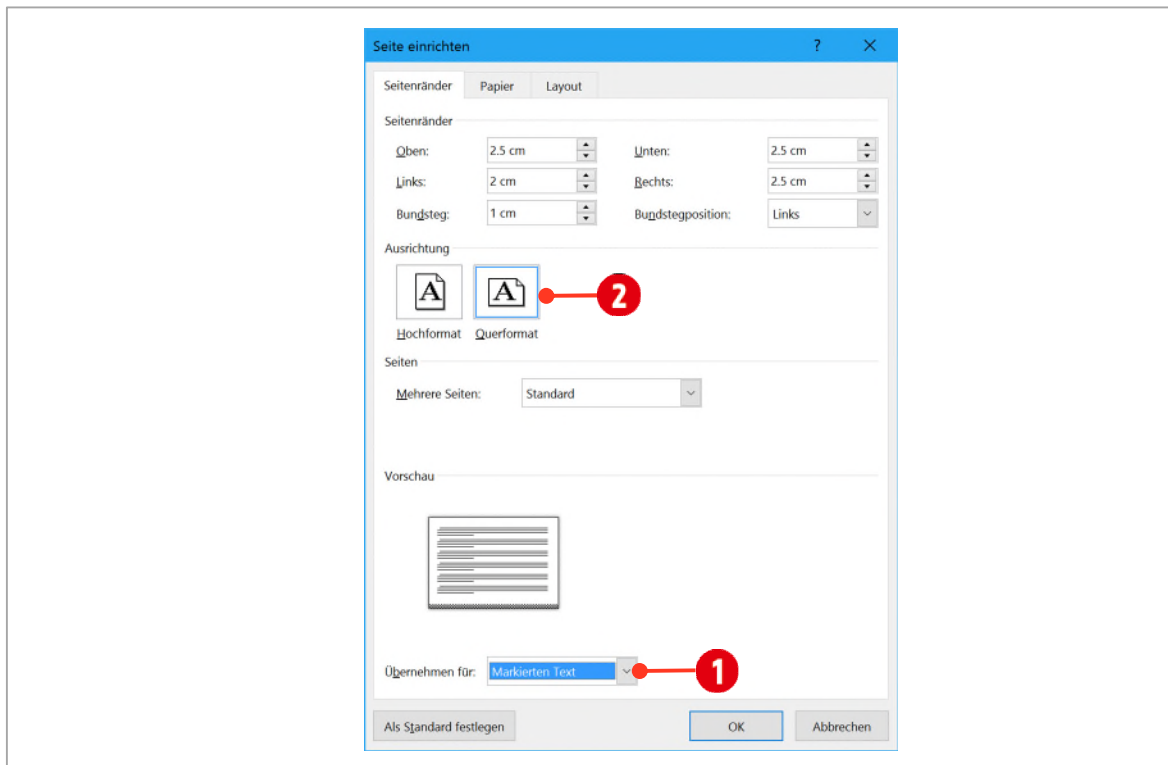 Seite einrichten ? ×
Seitenränder Papier Layout
Seitenränder
Oben: 2.5 cm Unten: 2.5 cm
Links: 2 cm Rechts: 2.5 cm
Bundsteg: 1 cm Bundstegposition: Links
Ausrichtung
A A 2
Hochformat Querformat
Seiten
Mehrere Seiten: Standard
Vorschau
Übernehmen für: Markierten Text 1
Als Standard festlegen OK Abbrechen